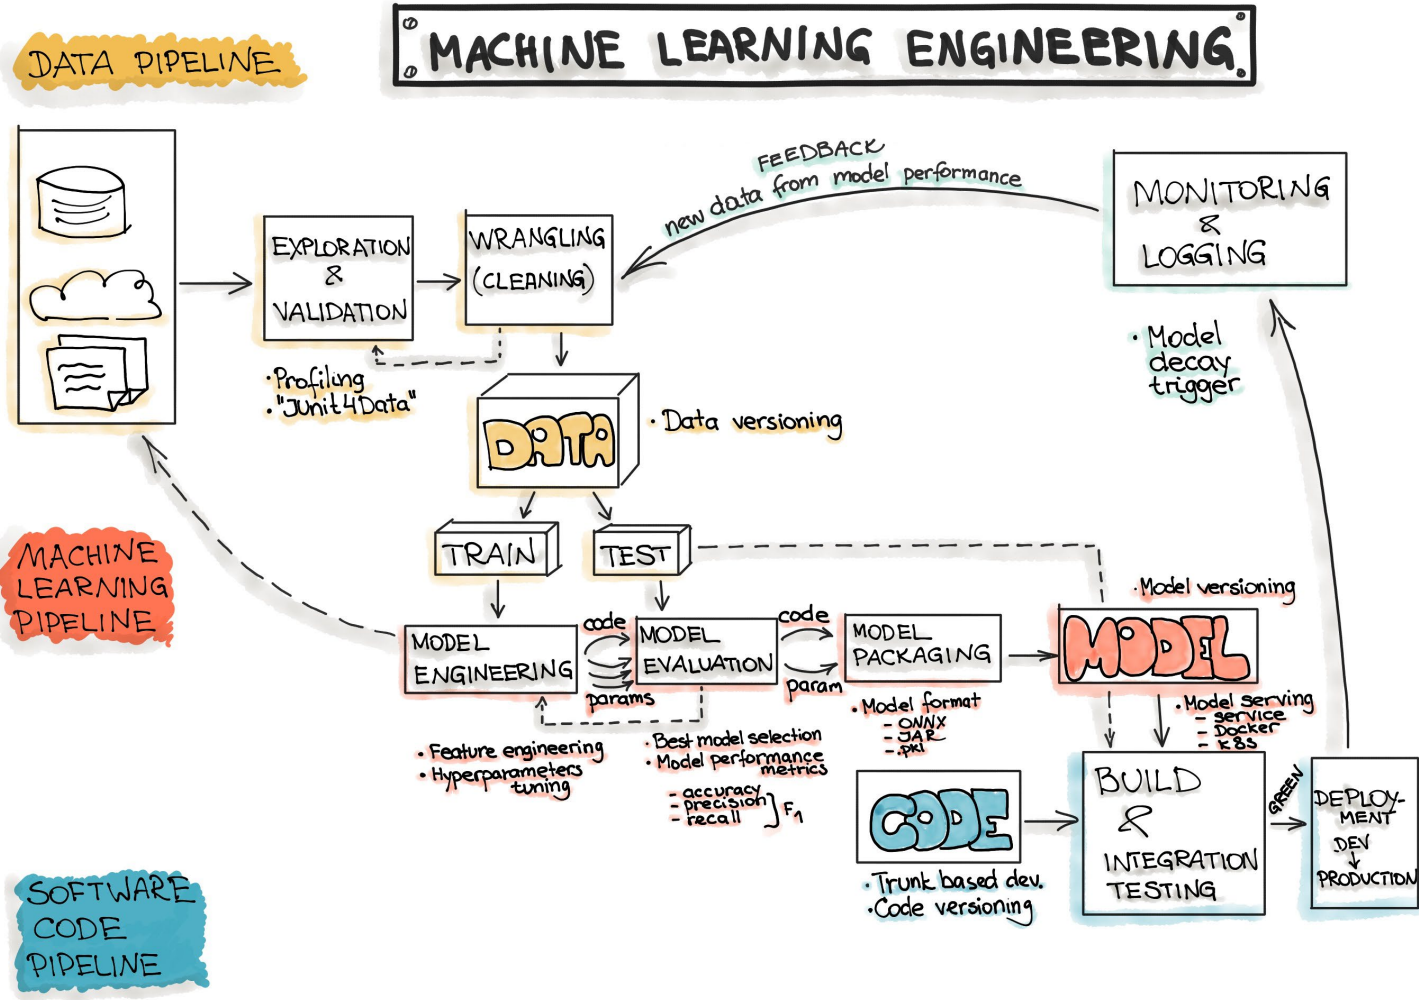 MACHINE LEARNING ENGINEERING
DATA PIPELINE
FEEDBACK
new data from model performance
MONITORING
&
LOGGING
EXPLORATION
&
VALIDATION
WRANGLING
(CLEANING)
· Model
decay
trigger
· Profiling
· "JUnit4Data"
DATA
· Data versioning
TRAIN
TEST
MACHINE
LEARNING
PIPELINE
MODEL
ENGINEERING
code
params
MODEL
EVALUATION
code
param
MODEL
PACKAGING
· Model versioning
MODEL
· Feature engineering
· Hyperparameters
tuning
· Best model selection
· Model performance
metrics
- accuracy
- precision
- recall
F1
· Model format
- ONNX
- JAR
- .pkl
· Model serving
- service
- Docker
- K8S
CODE
· Trunk based dev.
· Code versioning
BUILD
&
INTEGRATION
TESTING
GREEN
DEPLOY-
MENT
DEV
PRODUCTION
SOFTWARE
CODE
PIPELINE